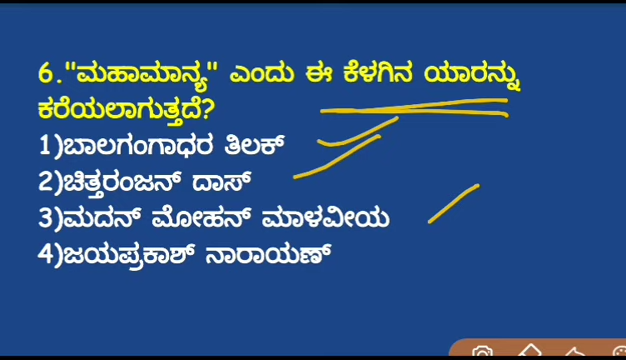 6."ಮಹಾಮಾನ್ಯ" ಎಂದು ಈ ಕೆಳಗಿನ ಯಾರನ್ನು
ಕರೆಯಲಾಗುತ್ತದೆ?
1)ಬಾಲಗಂಗಾಧರ ತಿಲಕ್
2)ಚಿತ್ತರಂಜನ್ ದಾಸ್
3)ಮದನ್ ಮೋಹನ್ ಮಾಳವೀಯ
4)ಜಯಪ್ರಕಾಶ್ ನಾರಾಯಣ್